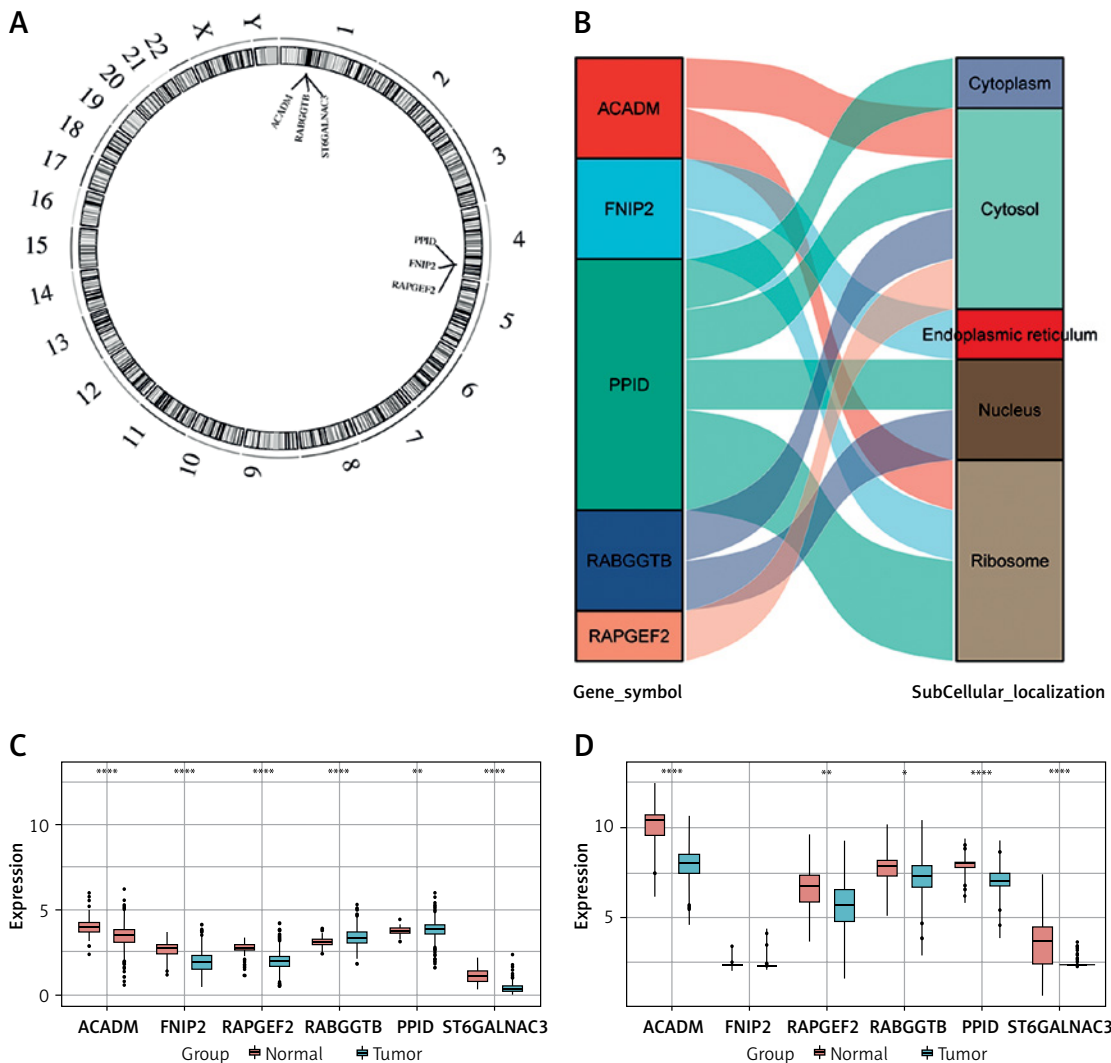 A
1
2
3
4
5
6
7
8
9
10
11
12
13
14
15
16
17
18
19
20
21
22
X
Y
ACADM
RABGGTB
ST6GALNAC3
PPID
FNIP2
RAPGEF2
B
ACADM
FNIP2
PPID
RABGGTB
RAPGEF2
Cytoplasm
Cytosol
Endoplasmic reticulum
Nucleus
Ribosome
Gene_symbol SubCellular_localization
C
**** **** **** **** ** ****
Expression
10
5
0
ACADM FNIP2 RAPGEF2 RABGGTB PPID ST6GALNAC3
Group Normal Tumor
D
**** ** * **** ****
Expression
10
5
ACADM FNIP2 RAPGEF2 RABGGTB PPID ST6GALNAC3
Group Normal Tumor